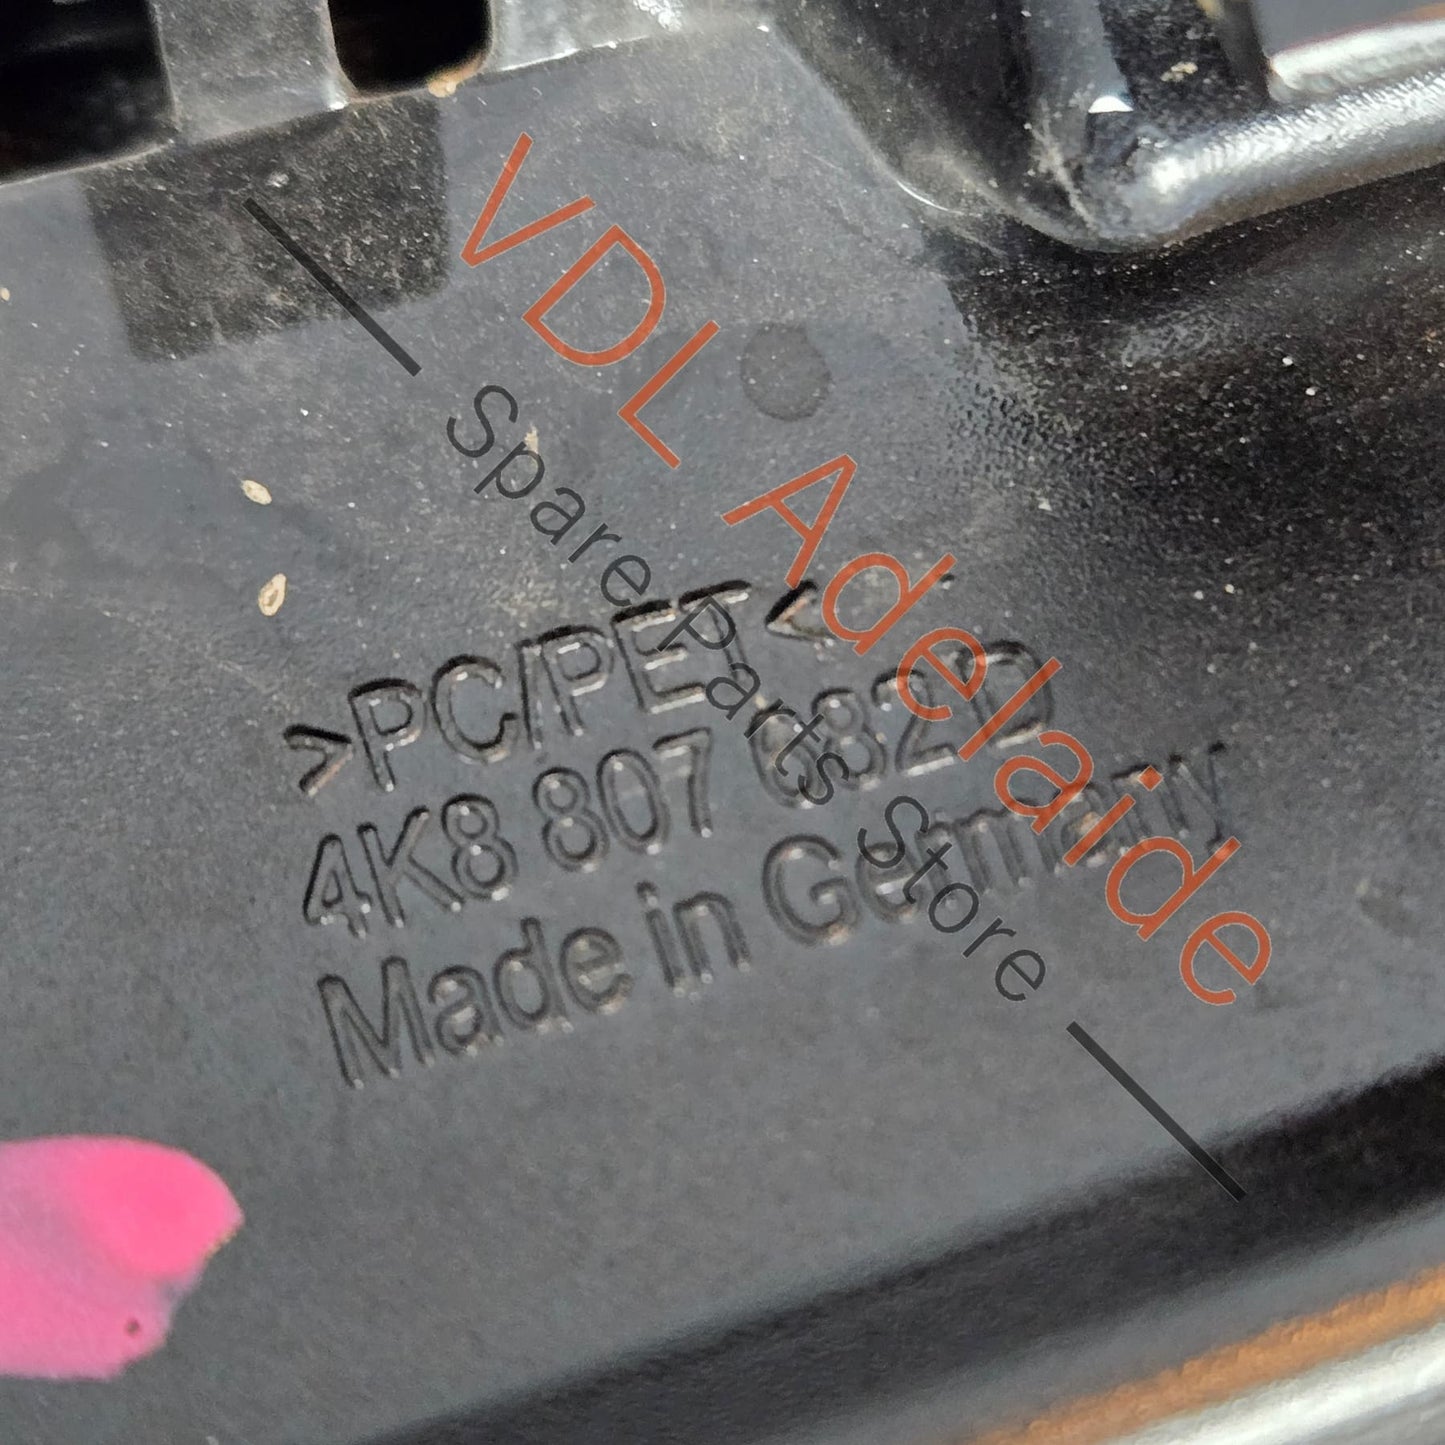 VDL Adelaide
Spare Parts Store
>PC/PET<
4K8 807 682 D
Made in Germany